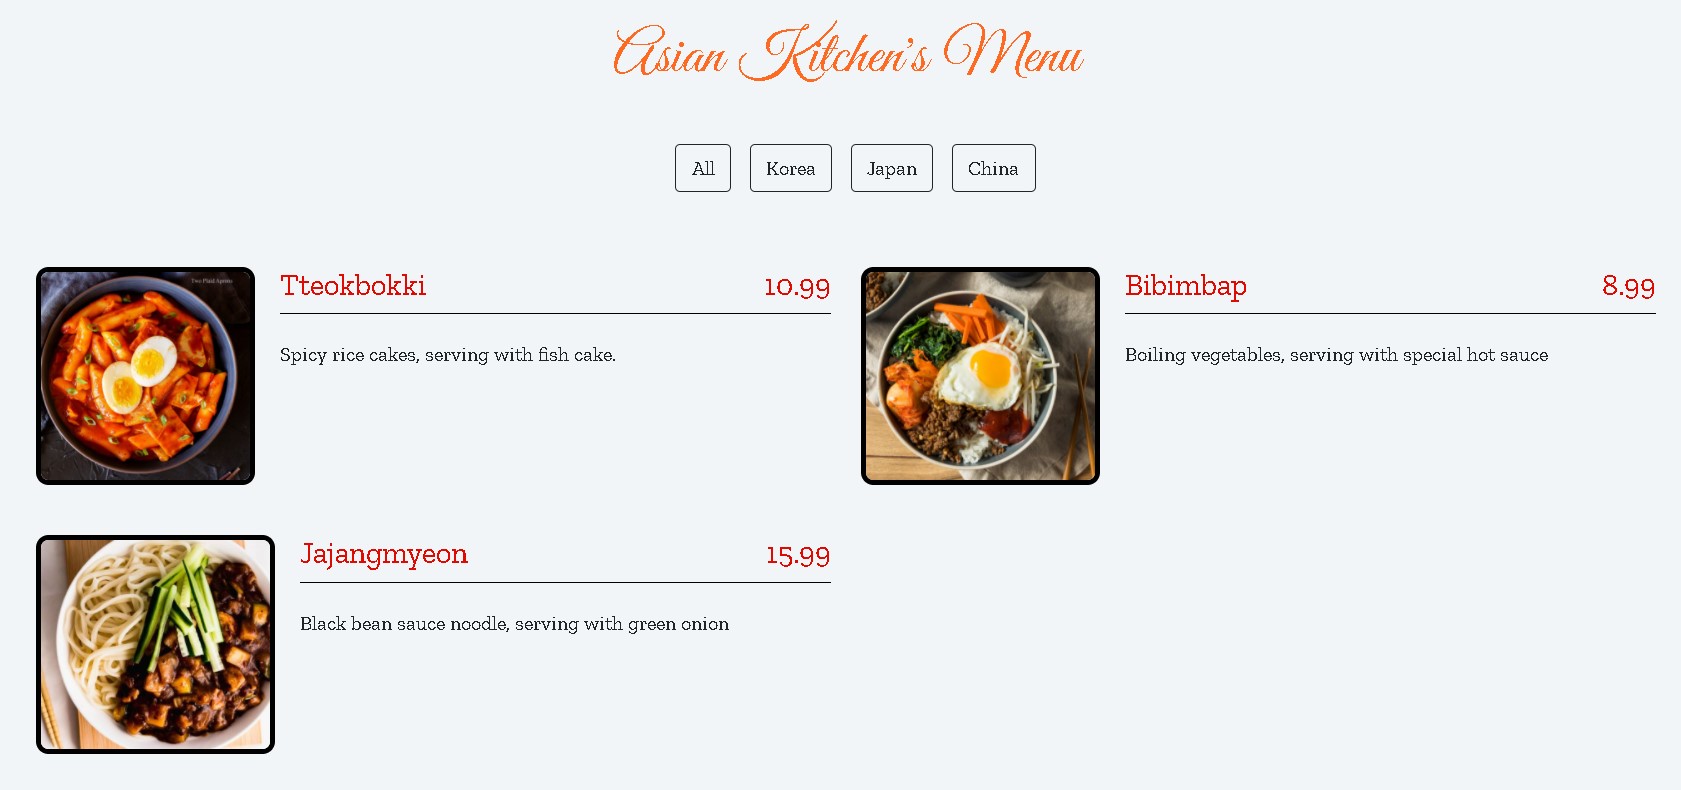 Asian Kitchen's Menu
All
Korea
Japan
China
Tteokbokki
10.99
Spicy rice cakes, serving with fish cake.
Bibimbap
8.99
Boiling vegetables, serving with special hot sauce
Jajangmyeon
15.99
Black bean sauce noodle, serving with green onion